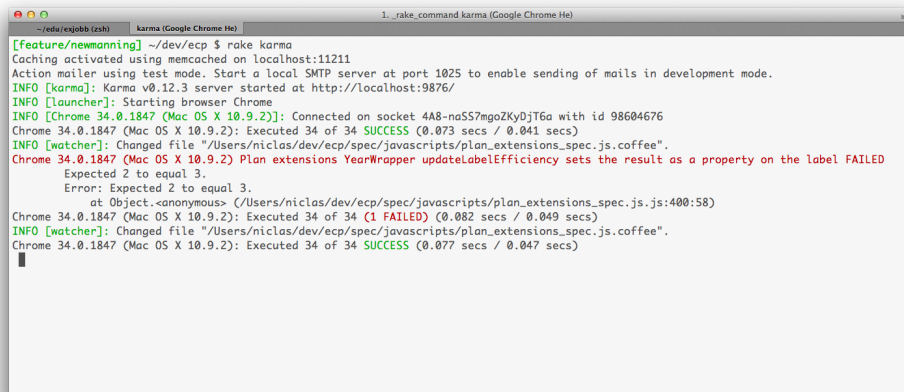 1. _rake_command karma (Google Chrome He)
~/edu/exjobb (zsh) karma (Google Chrome He)
[feature/newmanning] ~/dev/ecp $ rake karma
Caching activated using memcached on localhost:11211
Action mailer using test mode. Start a local SMTP server at port 1025 to enable sending of mails in development mode.
INFO [karma]: Karma v0.12.3 server started at http://localhost:9876/
INFO [launcher]: Starting browser Chrome
INFO [Chrome 34.0.1847 (Mac OS X 10.9.2)]: Connected on socket 4A8-naSS7mgoZKyDjT6a with id 98604676
Chrome 34.0.1847 (Mac OS X 10.9.2): Executed 34 of 34 SUCCESS (0.073 secs / 0.041 secs)
INFO [watcher]: Changed file "/Users/niclas/dev/ecp/spec/javascripts/plan_extensions_spec.js.coffee".
Chrome 34.0.1847 (Mac OS X 10.9.2) Plan extensions YearWrapper updateLabelEfficiency sets the result as a property on the label FAILED
Expected 2 to equal 3.
Error: Expected 2 to equal 3.
at Object.<anonymous> (/Users/niclas/dev/ecp/spec/javascripts/plan_extensions_spec.js.js:400:58)
Chrome 34.0.1847 (Mac OS X 10.9.2): Executed 34 of 34 (1 FAILED) (0.082 secs / 0.049 secs)
INFO [watcher]: Changed file "/Users/niclas/dev/ecp/spec/javascripts/plan_extensions_spec.js.coffee".
Chrome 34.0.1847 (Mac OS X 10.9.2): Executed 34 of 34 SUCCESS (0.077 secs / 0.047 secs)